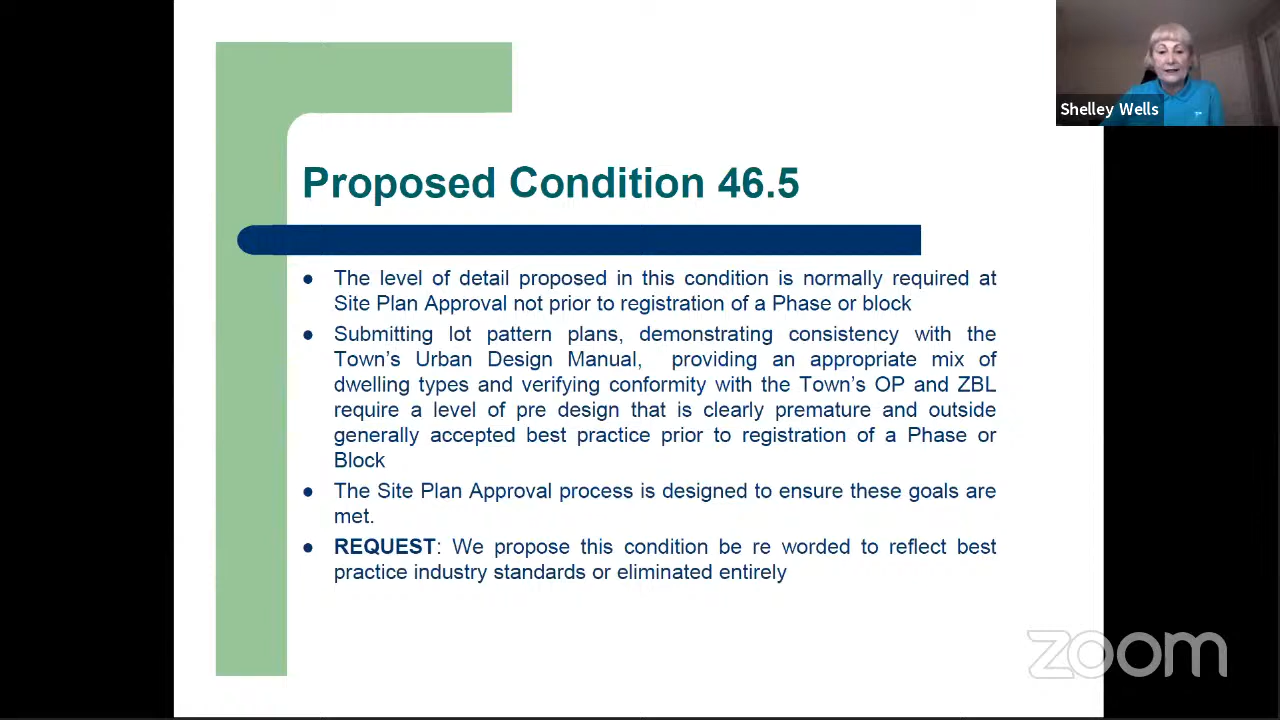 Shelley Wells
Proposed Condition 46.5
● The level of detail proposed in this condition is normally required at
Site Plan Approval not prior to registration of a Phase or block
● Submitting lot pattern plans, demonstrating consistency with the
Town's Urban Design Manual, providing an appropriate mix of
dwelling types and verifying conformity with the Town's OP and ZBL
require a level of pre design that is clearly premature and outside
generally accepted best practice prior to registration of a Phase or
Block
● The Site Plan Approval process is designed to ensure these goals are
met.
● REQUEST: We propose this condition be re worded to reflect best
practice industry standards or eliminated entirely
zoom